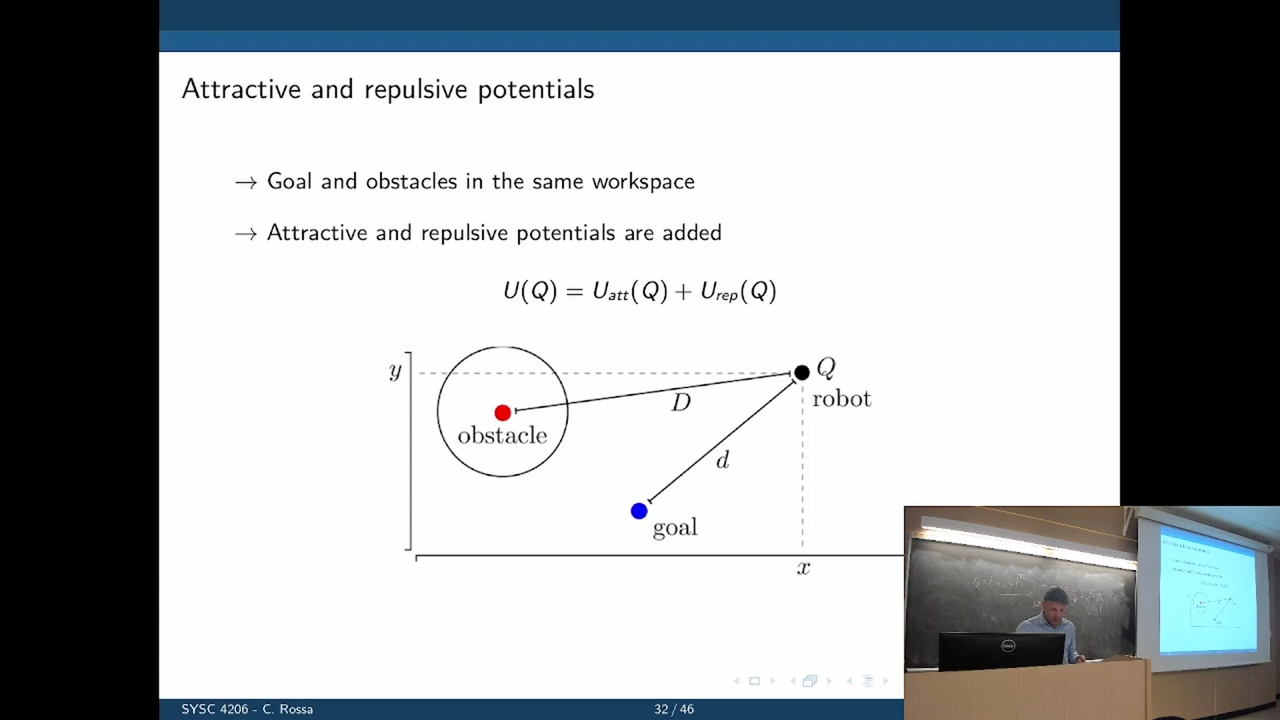 Attractive and repulsive potentials
→ Goal and obstacles in the same workspace
→ Attractive and repulsive potentials are added
U(Q) = U_att(Q) + U_rep(Q)
y
Q
robot
D
obstacle
d
goal
x
SYSC 4206 - C. Rossa
32 / 46
DELL